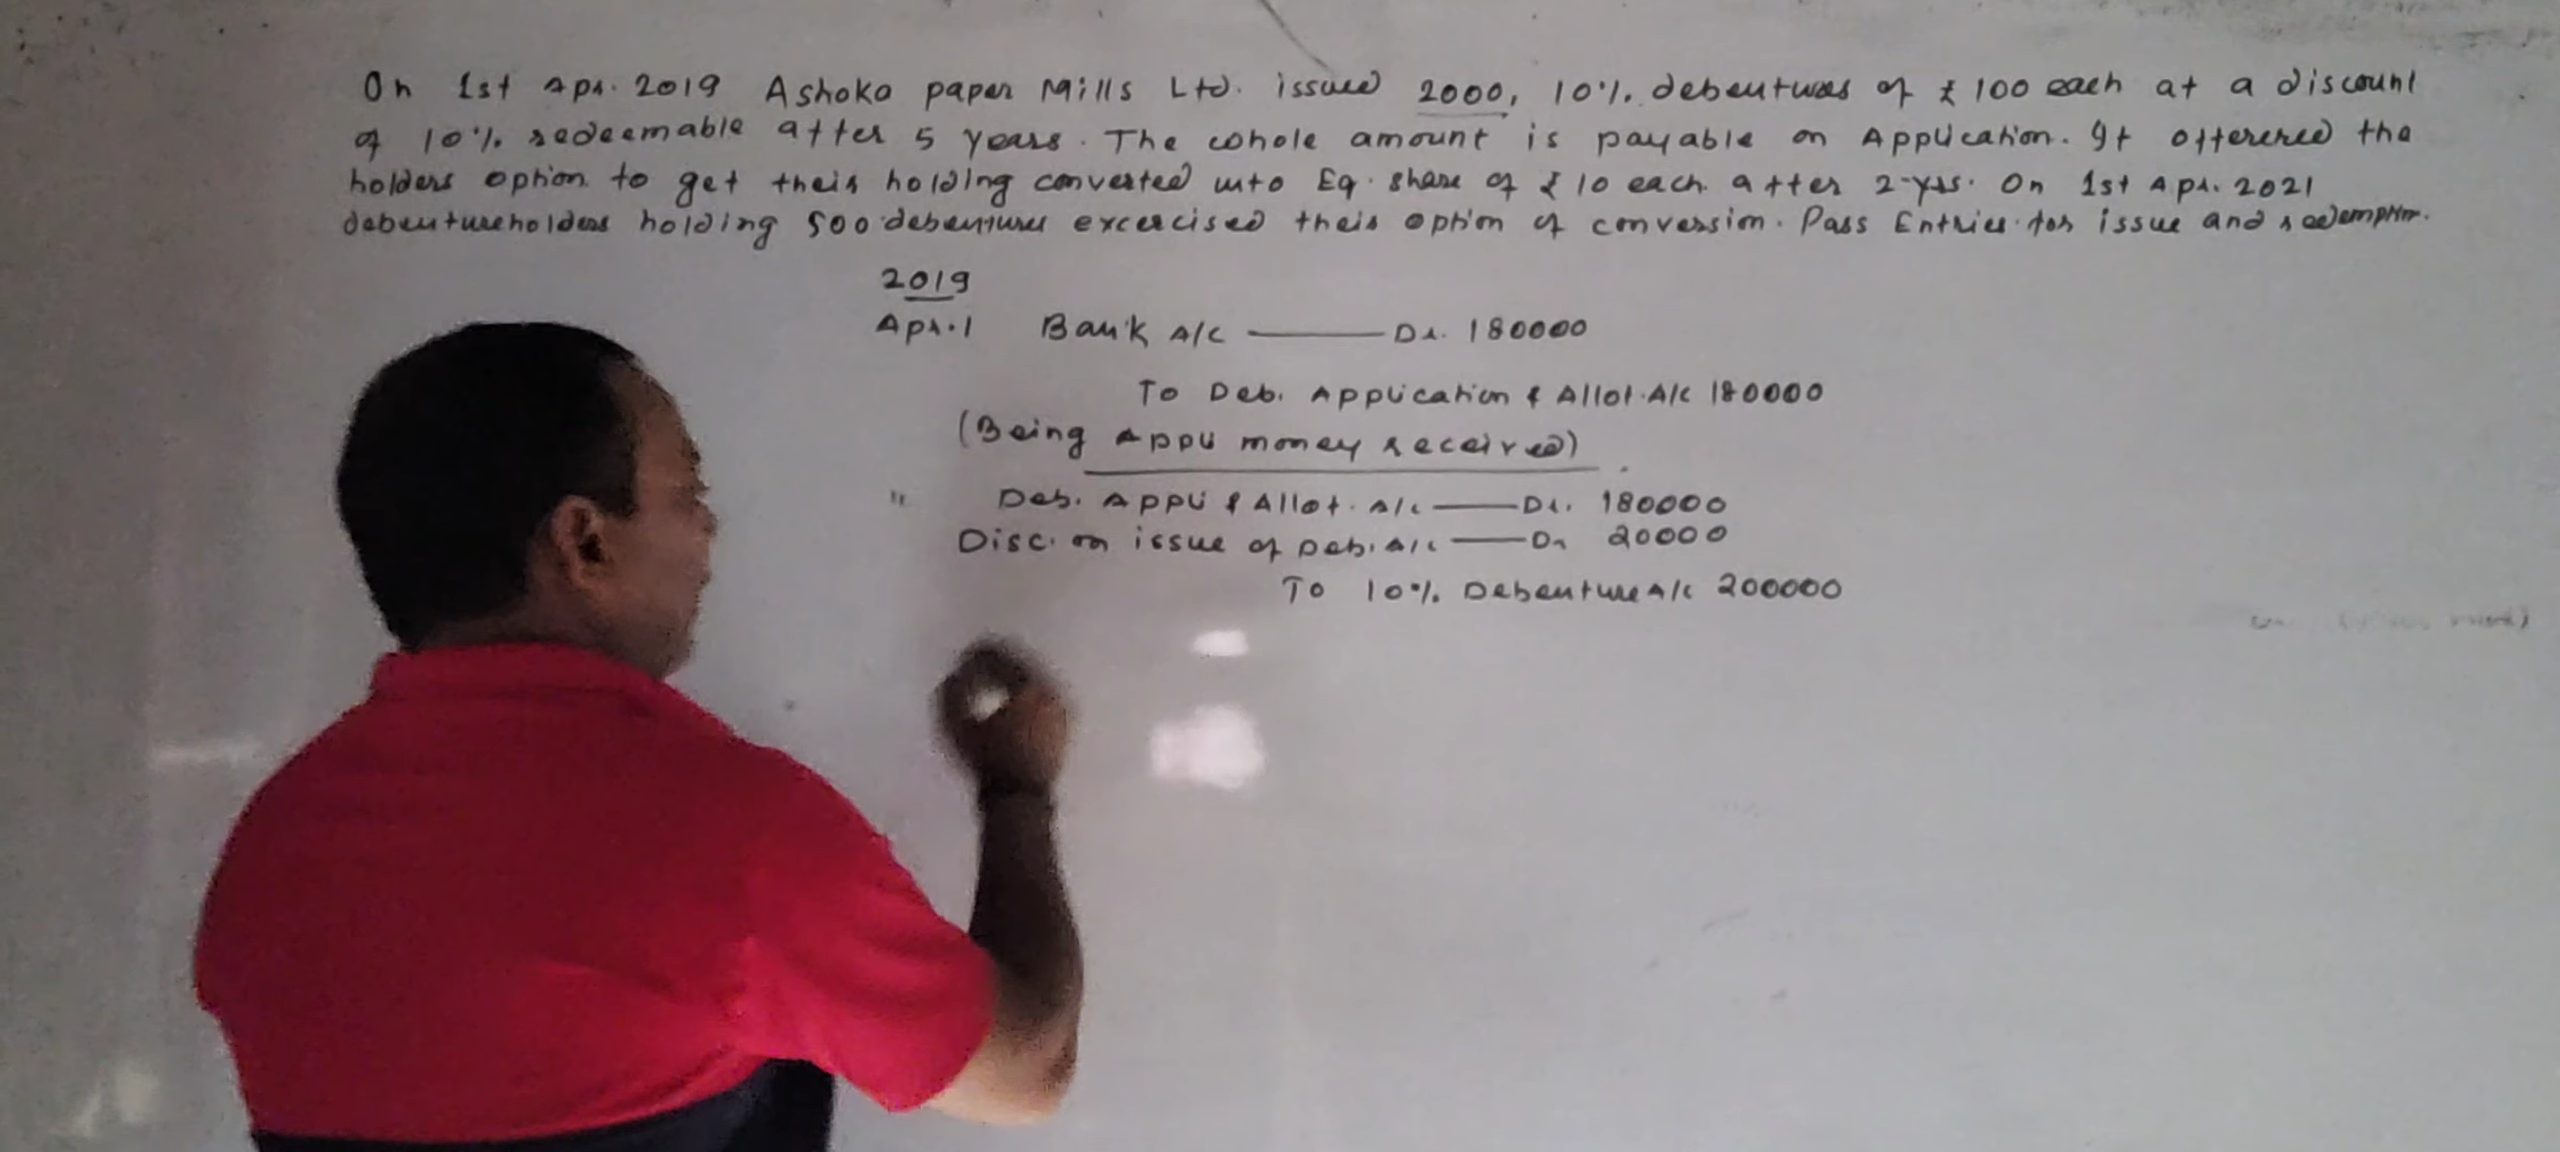 On 1st Apr. 2019 Ashoka paper Mills Ltd. issued 2000, 10%. debentures of ₹ 100 each at a discount
of 10%. redeemable after 5 years. The whole amount is payable on Application. It offerered the
holders option to get their holding converted into Eq. share of ₹ 10 each after 2-yrs. On 1st Apr. 2021
debentureholders holding 500 debentures excercised their option of conversion. Pass Entries for issue and redemption.
2019
Apr.1 Bank A/c ——— Dr. 180000
To Deb. Application & Allot. A/c 180000
(Being Appli money received)
" Deb. Appli & Allot. A/c —— Dr. 180000
Disc. on issue of Deb. A/c —— Dr 20000
To 10%. Debenture A/c 200000